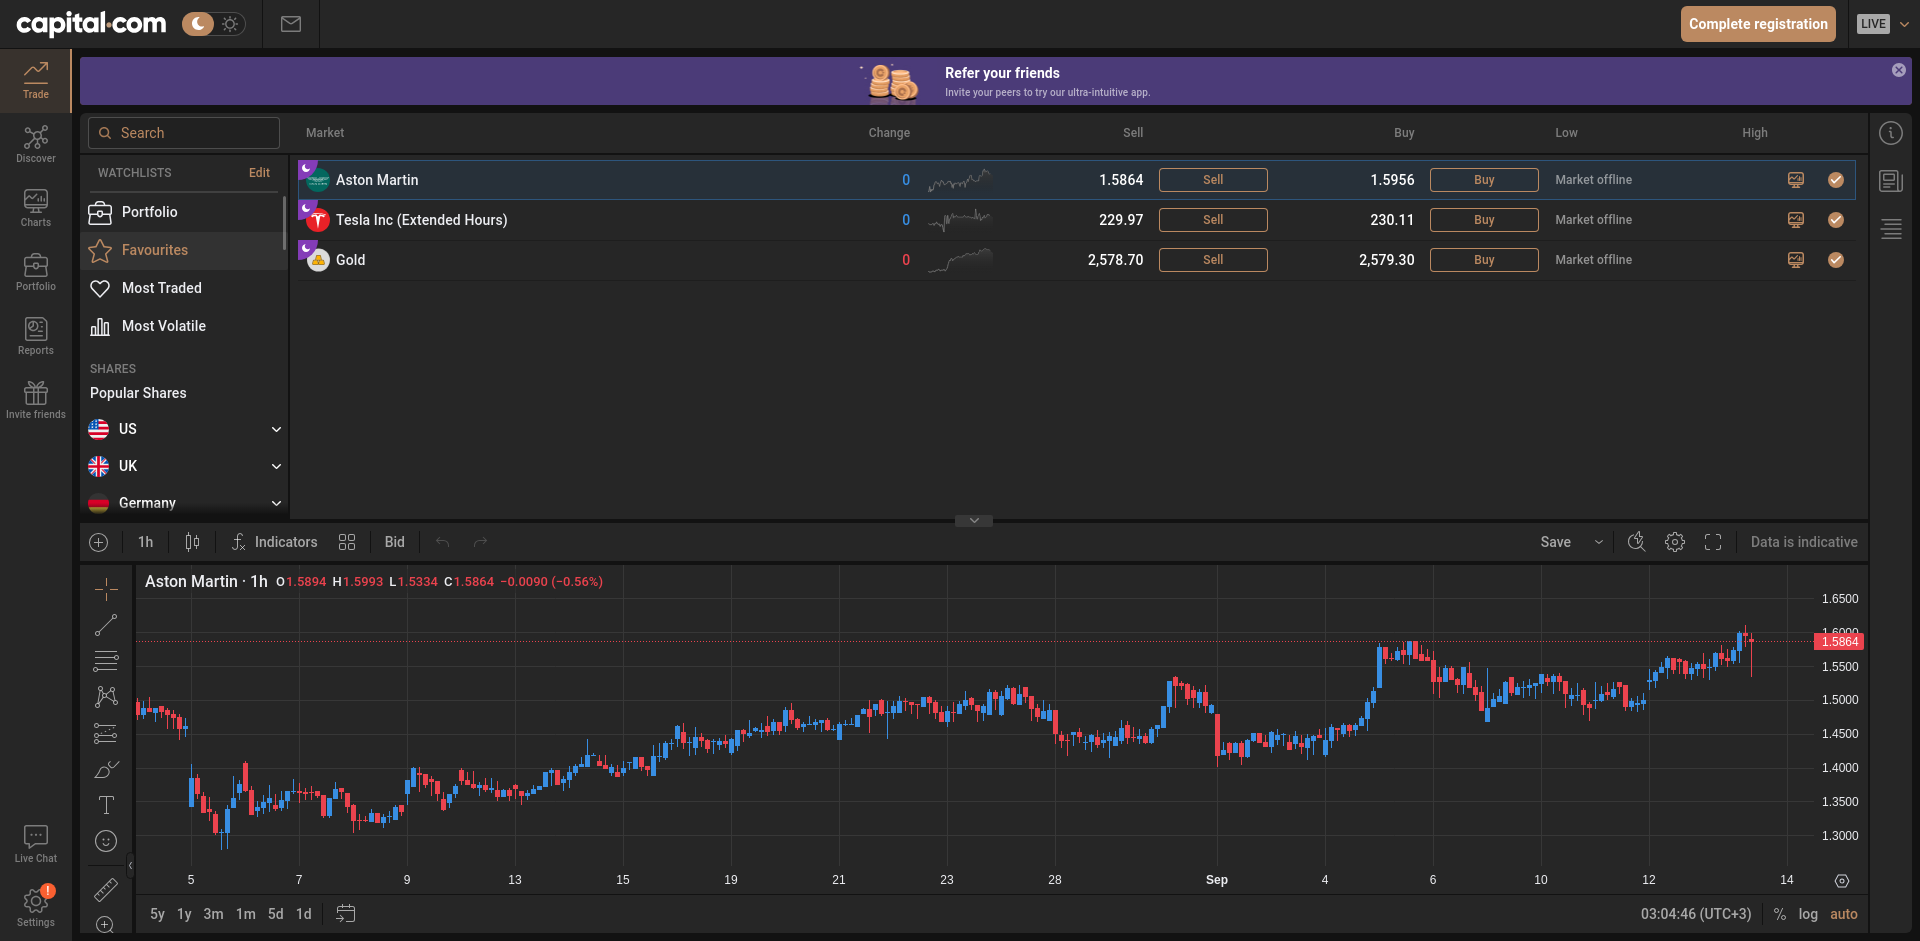 capital.com
Complete registration
LIVE
Trade
Discover
Charts
Portfolio
Reports
Invite friends
Live Chat
!
Settings
Refer your friends
Invite your peers to try our ultra-intuitive app.
Search
Market Change Sell Buy Low High
WATCHLISTS Edit
Portfolio
Favourites
Most Traded
Most Volatile
SHARES
Popular Shares
US
UK
Germany
Aston Martin 0 1.5864 Sell 1.5956 Buy Market offline
Tesla Inc (Extended Hours) 0 229.97 Sell 230.11 Buy Market offline
Gold 0 2,578.70 Sell 2,579.30 Buy Market offline
1h Indicators Bid Save Data is indicative
Aston Martin · 1h O1.5894 H1.5993 L1.5334 C1.5864 −0.0090 (−0.56%)
1.6500
1.6000
1.5864
1.5500
1.5000
1.4500
1.4000
1.3500
1.3000
5 7 9 13 15 19 21 23 28 Sep 4 6 10 12 14
5y 1y 3m 1m 5d 1d 03:04:46 (UTC+3) % log auto